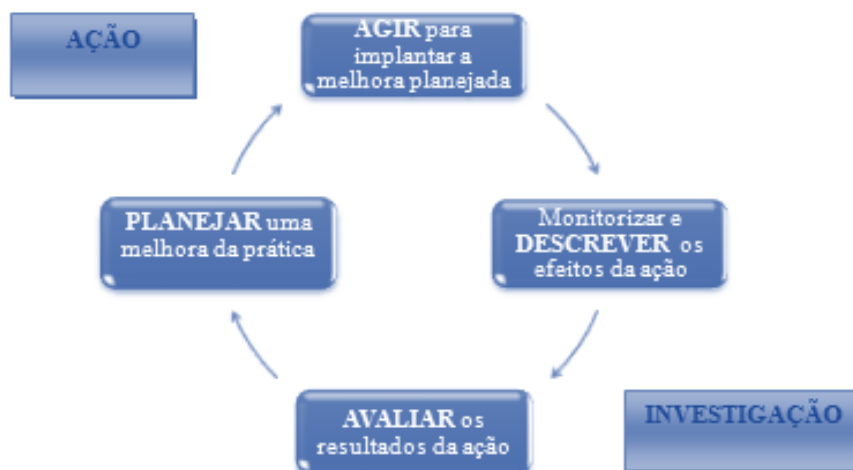 AÇÃO
AGIR para
implantar a
melhora planejada
PLANEJAR uma
melhora da prática
Monitorizar e
DESCREVER os
efeitos da ação
AVALIAR os
resultados da ação
INVESTIGAÇÃO